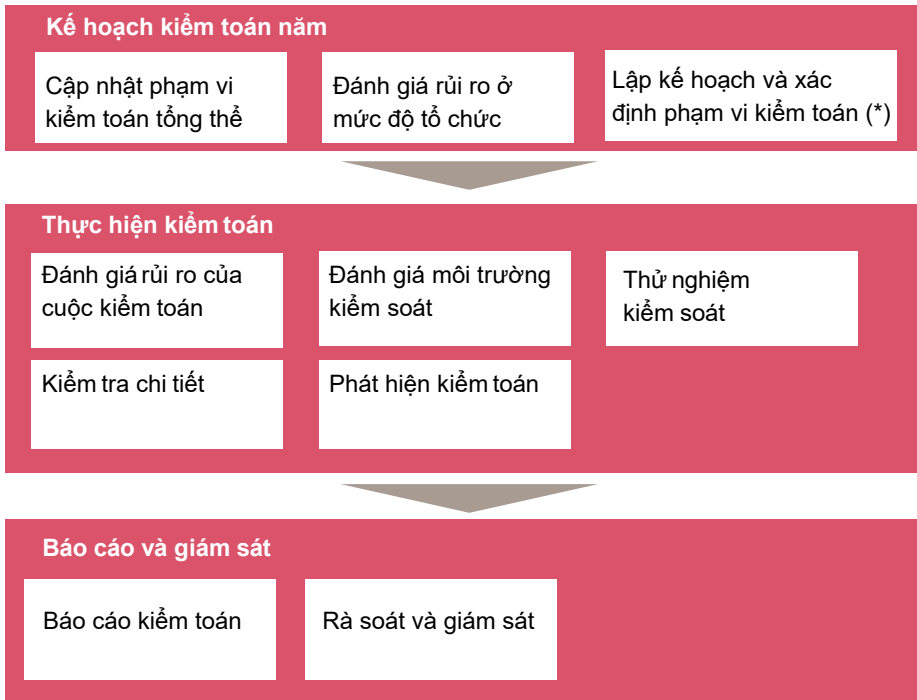 Kế hoạch kiểm toán năm
Cập nhật phạm vi
kiểm toán tổng thể
Đánh giá rủi ro ở
mức độ tổ chức
Lập kế hoạch và xác
định phạm vi kiểm toán (*)
Thực hiện kiểm toán
Đánh giá rủi ro của
cuộc kiểm toán
Đánh giá môi trường
kiểm soát
Thử nghiệm
kiểm soát
Kiểm tra chi tiết
Phát hiện kiểm toán
Báo cáo và giám sát
Báo cáo kiểm toán
Rà soát và giám sát